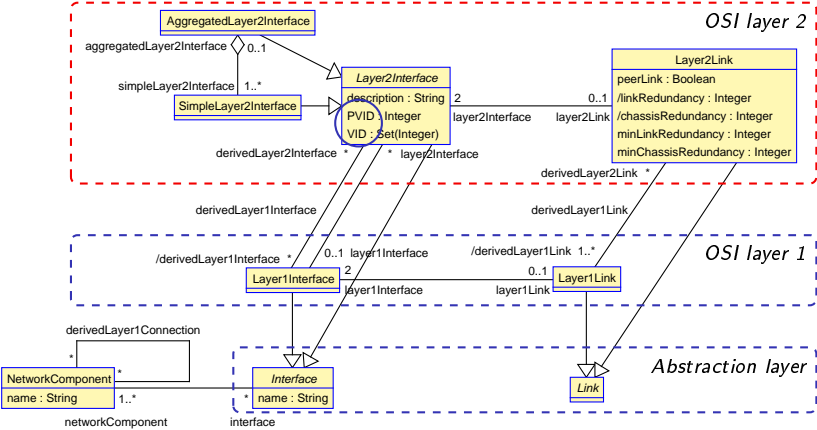 AggregatedLayer2Interface
OSI layer 2
aggregatedLayer2Interface
0..1
Layer2Link
Layer2Interface
peerLink : Boolean
simpleLayer2Interface
1..*
description : String
2
0..1
/linkRedundancy : Integer
SimpleLayer2Interface
PVID : Integer
layer2Interface
layer2Link
/chassisRedundancy : Integer
VID : Set(Integer)
minLinkRedundancy : Integer
minChassisRedundancy : Integer
derivedLayer2Interface
*
*
layer2Interface
derivedLayer2Link
*
derivedLayer1Interface
derivedLayer1Link
/derivedLayer1Interface
*
0..1
layer1Interface
/derivedLayer1Link
1..*
OSI layer 1
Layer1Interface
2
0..1
Layer1Link
layer1Interface
layer1Link
derivedLayer1Connection
*
*
Abstraction layer
NetworkComponent
Interface
Link
name : String
1..*
*
name : String
networkComponent
interface